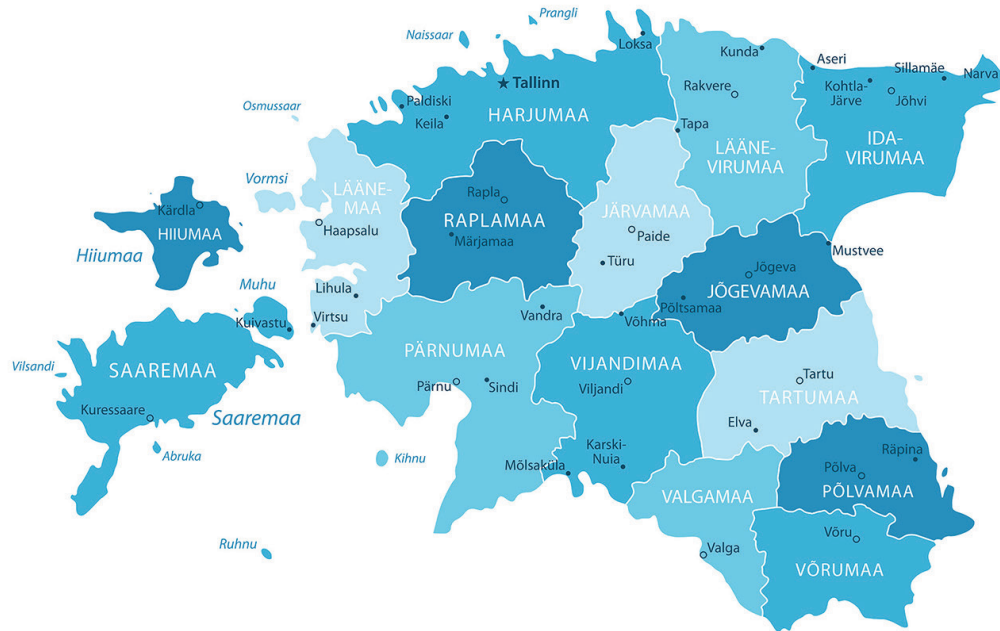 Prangli
Naissaar
Loksa
Kunda
Aseri
Sillamäe
Narva
Tallinn
Rakvere
Kohtla-
Järve
Jõhvi
Osmussaar
Paldiski
Keila
HARJUMAA
Tapa
LÄÄNE-
VIRUMAA
IDA-
VIRUMAA
Vormsi
LÄÄNE-
MAA
Rapla
RAPLAMAA
JÄRVAMAA
Kärdla
HIIUMAA
Haapsalu
Märjamaa
Paide
Hiiumaa
Türu
Mustvee
Jõgeva
JÕGEVAMAA
Muhu
Lihula
Põltsamaa
Kuivastu
Virtsu
Vandra
Võhma
PÄRNUMAA
VIJANDIMAA
Vilsandi
SAAREMAA
Pärnu
Sindi
Viljandi
Tartu
TARTUMAA
Kuressaare
Saaremaa
Elva
Abruka
Kihnu
Karski-
Nuia
Mõlsaküla
Räpina
Põlva
PÕLVAMAA
VALGAMAA
Ruhnu
Valga
Võru
VÕRUMAA